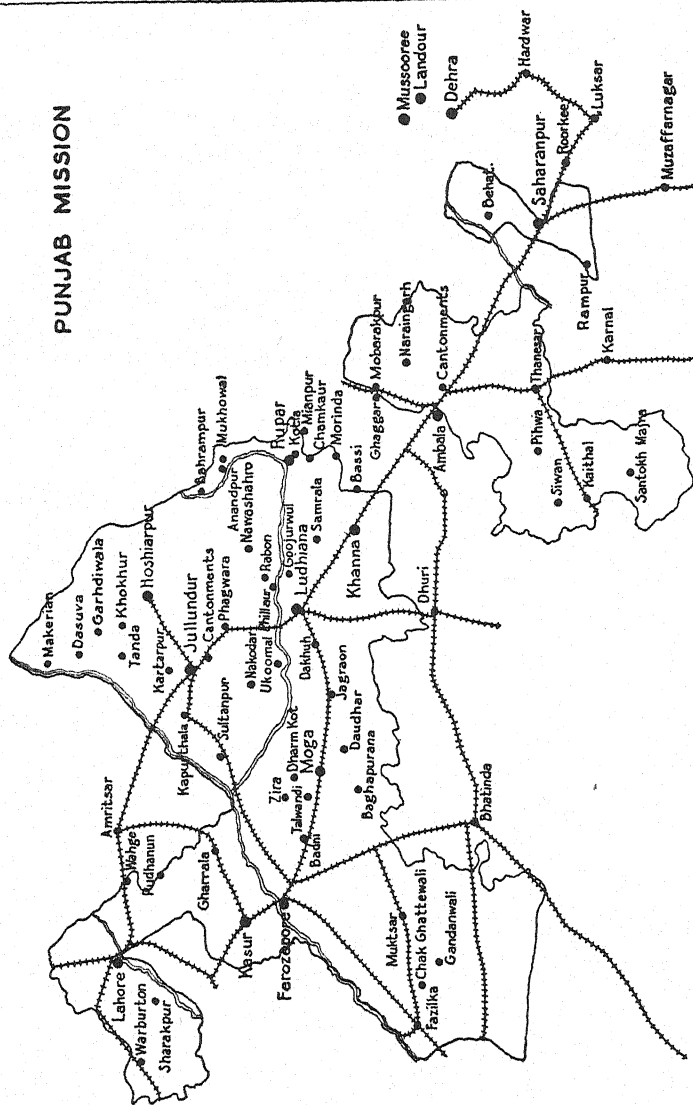 PUNJAB MISSION
Mussooree
Landour
Dehra
Hardwar
Luksar
Roorkee
Saharanpur
Behat.
Muzaffarnagar
Rampur
Karnal
Thanesar
Cantonments
Naraingarh
Mobarakpur
Ghaggar
Ambala
Pihwa
Siwan
Kaithal
Santokh Majra
Bahrampur
Mukhowal
Rupar
Kotla
Mianpur
Chamkaur
Morinda
Bassi
Anandpur
Nawashahro
Rabon
Goojurwul
Samrala
Khanna
Ludhiana
Phillaur
Ukoomal
Nakodar
Phagwara
Cantonments
Jullundur
Hoshiarpur
Khokhur
Garhdiwala
Dasuva
Makerian
Tanda
Kartarpur
Kapurthala
Sultanpur
Dakhuh
Jagraon
Daudhar
Dhuri
Dharm Kot
Zira
Moga
Talwandi
Badni
Baghapurana
Bhatinda
Amritsar
Wahge
Rudhanun
Gharrala
Kasur
Ferozepore
Lahore
Warburton
Sharakpur
Muktsar
Chak Ghattewali
Gandanwali
Fazilka